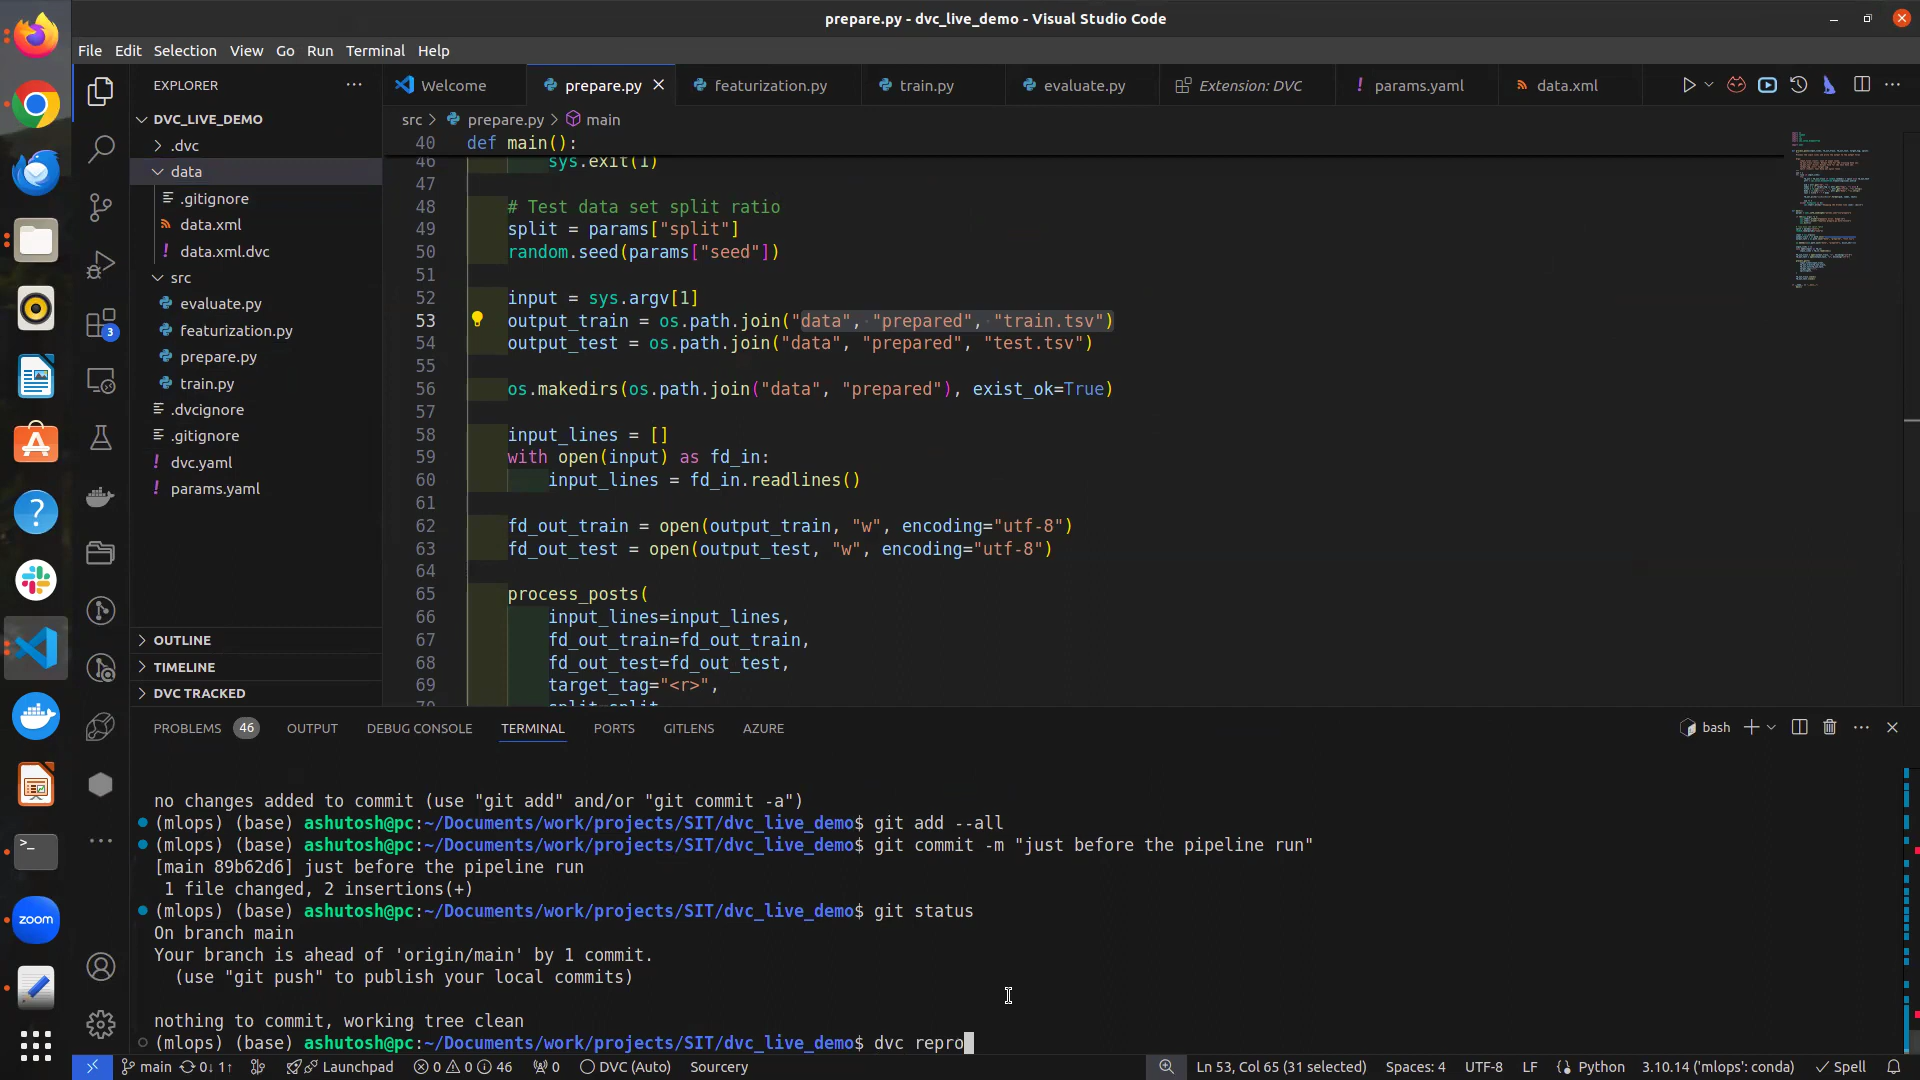 prepare.py - dvc_live_demo - Visual Studio Code
File Edit Selection View Go Run Terminal Help
EXPLORER
DVC_LIVE_DEMO
.dvc
data
.gitignore
data.xml
data.xml.dvc
src
evaluate.py
featurization.py
prepare.py
train.py
.dvcignore
.gitignore
dvc.yaml
params.yaml
OUTLINE
TIMELINE
DVC TRACKED
3
zoom
Welcome prepare.py featurization.py train.py evaluate.py Extension: DVC params.yaml data.xml
src > prepare.py > main
40 def main():
46 sys.exit(1)
47
48 # Test data set split ratio
49 split = params["split"]
50 random.seed(params["seed"])
51
52 input = sys.argv[1]
53 output_train = os.path.join("data", "prepared", "train.tsv")
54 output_test = os.path.join("data", "prepared", "test.tsv")
55
56 os.makedirs(os.path.join("data", "prepared"), exist_ok=True)
57
58 input_lines = []
59 with open(input) as fd_in:
60 input_lines = fd_in.readlines()
61
62 fd_out_train = open(output_train, "w", encoding="utf-8")
63 fd_out_test = open(output_test, "w", encoding="utf-8")
64
65 process_posts(
66 input_lines=input_lines,
67 fd_out_train=fd_out_train,
68 fd_out_test=fd_out_test,
69 target_tag="<r>",
70 split=split
PROBLEMS 46 OUTPUT DEBUG CONSOLE TERMINAL PORTS GITLENS AZURE bash
no changes added to commit (use "git add" and/or "git commit -a")
(mlops) (base) ashutosh@pc:~/Documents/work/projects/SIT/dvc_live_demo$ git add --all
(mlops) (base) ashutosh@pc:~/Documents/work/projects/SIT/dvc_live_demo$ git commit -m "just before the pipeline run"
[main 89b62d6] just before the pipeline run
1 file changed, 2 insertions(+)
(mlops) (base) ashutosh@pc:~/Documents/work/projects/SIT/dvc_live_demo$ git status
On branch main
Your branch is ahead of 'origin/main' by 1 commit.
(use "git push" to publish your local commits)
nothing to commit, working tree clean
(mlops) (base) ashutosh@pc:~/Documents/work/projects/SIT/dvc_live_demo$ dvc repro
main 0↓ 1↑ Launchpad 0 0 46 0 DVC (Auto) Sourcery Ln 53, Col 65 (31 selected) Spaces: 4 UTF-8 LF Python 3.10.14 ('mlops': conda) Spell